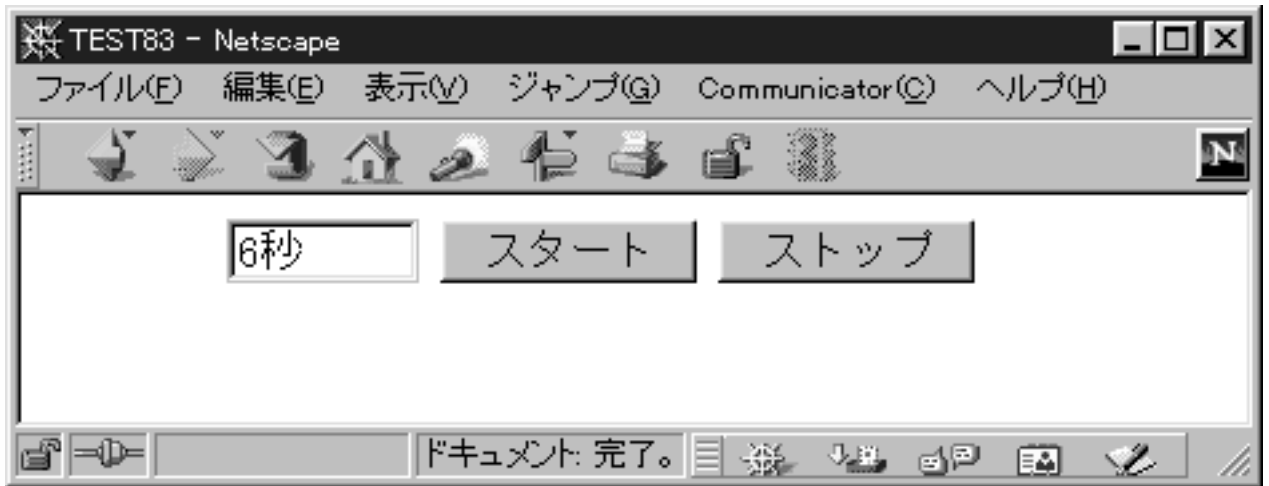 TEST83 - Netscape
ファイル(F) 編集(E) 表示(V) ジャンプ(G) Communicator(C) ヘルプ(H)
N
6秒 スタート ストップ
ドキュメント: 完了。